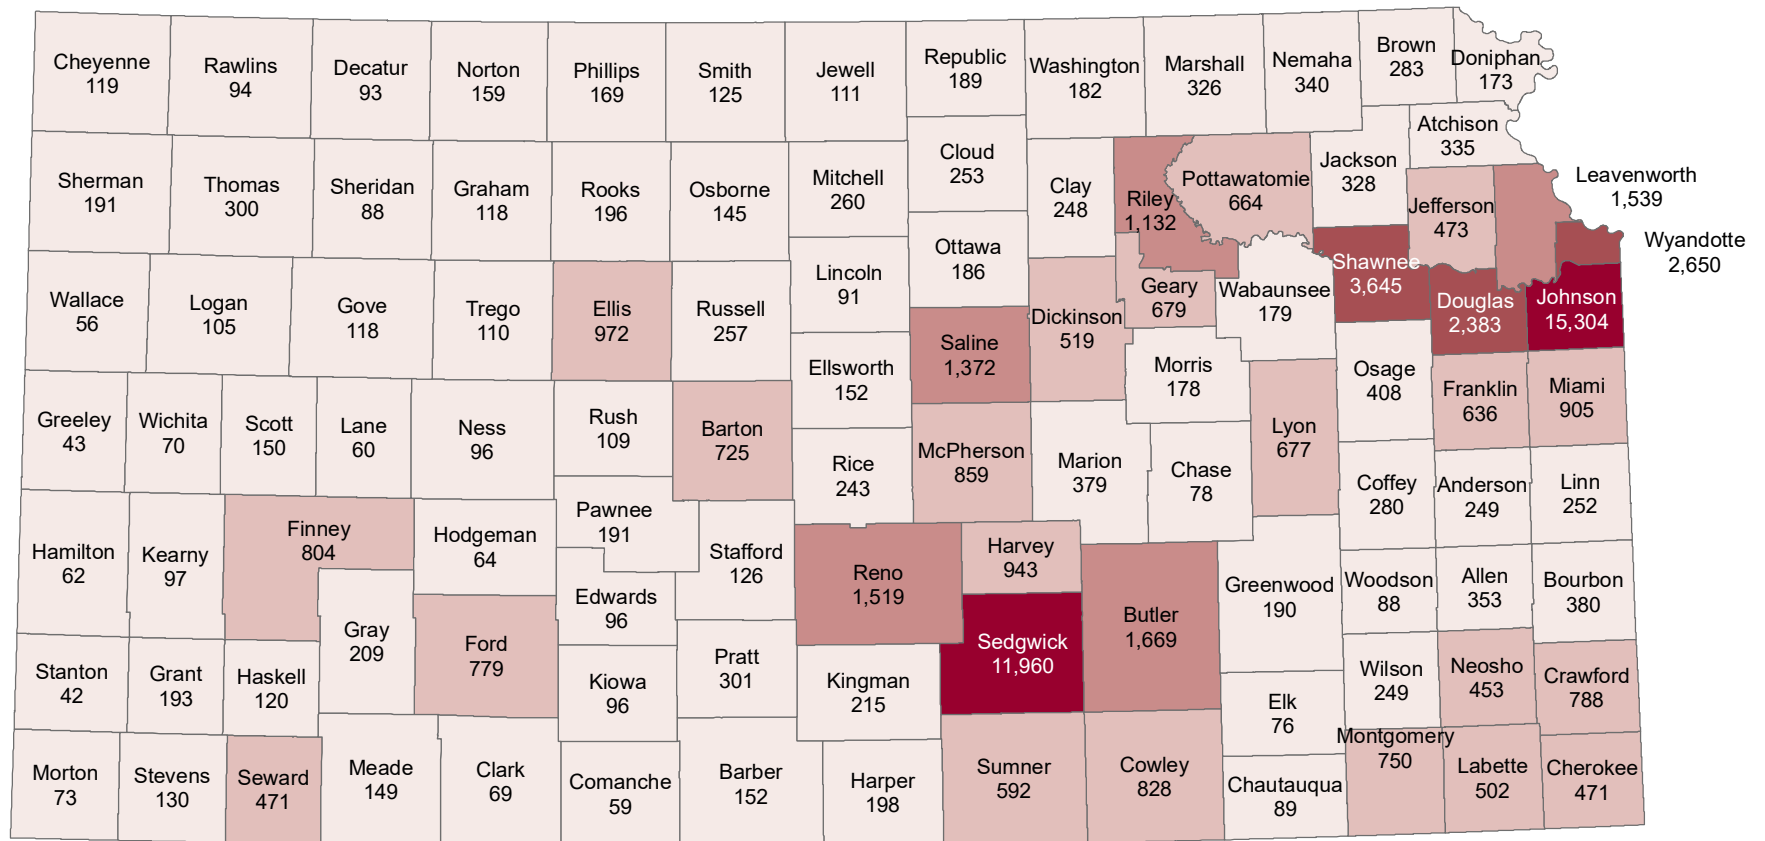 Cheyenne
119
Rawlins
94
Decatur
93
Norton
159
Phillips
169
Smith
125
Jewell
111
Republic
189
Washington
182
Marshall
326
Nemaha
340
Brown
283
Doniphan
173
Sherman
191
Thomas
300
Sheridan
88
Graham
118
Rooks
196
Osborne
145
Mitchell
260
Cloud
253
Clay
248
Riley
1,132
Pottawatomie
664
Jackson
328
Atchison
335
Jefferson
473
Leavenworth
1,539
Wyandotte
2,650
Ottawa
186
Wallace
56
Logan
105
Gove
118
Trego
110
Ellis
972
Russell
257
Lincoln
91
Saline
1,372
Dickinson
519
Geary
679
Wabaunsee
179
Shawnee
3,645
Douglas
2,383
Johnson
15,304
Ellsworth
152
Morris
178
Osage
408
Franklin
636
Miami
905
Greeley
43
Wichita
70
Scott
150
Lane
60
Ness
96
Rush
109
Barton
725
Rice
243
McPherson
859
Marion
379
Chase
78
Lyon
677
Coffey
280
Anderson
249
Linn
252
Hamilton
62
Kearny
97
Finney
804
Hodgeman
64
Pawnee
191
Stafford
126
Edwards
96
Reno
1,519
Harvey
943
Sedgwick
11,960
Butler
1,669
Greenwood
190
Woodson
88
Allen
353
Bourbon
380
Gray
209
Ford
779
Stanton
42
Grant
193
Haskell
120
Kiowa
96
Pratt
301
Kingman
215
Elk
76
Wilson
249
Neosho
453
Crawford
788
Morton
73
Stevens
130
Seward
471
Meade
149
Clark
69
Comanche
59
Barber
152
Harper
198
Sumner
592
Cowley
828
Chautauqua
89
Montgomery
750
Labette
502
Cherokee
471